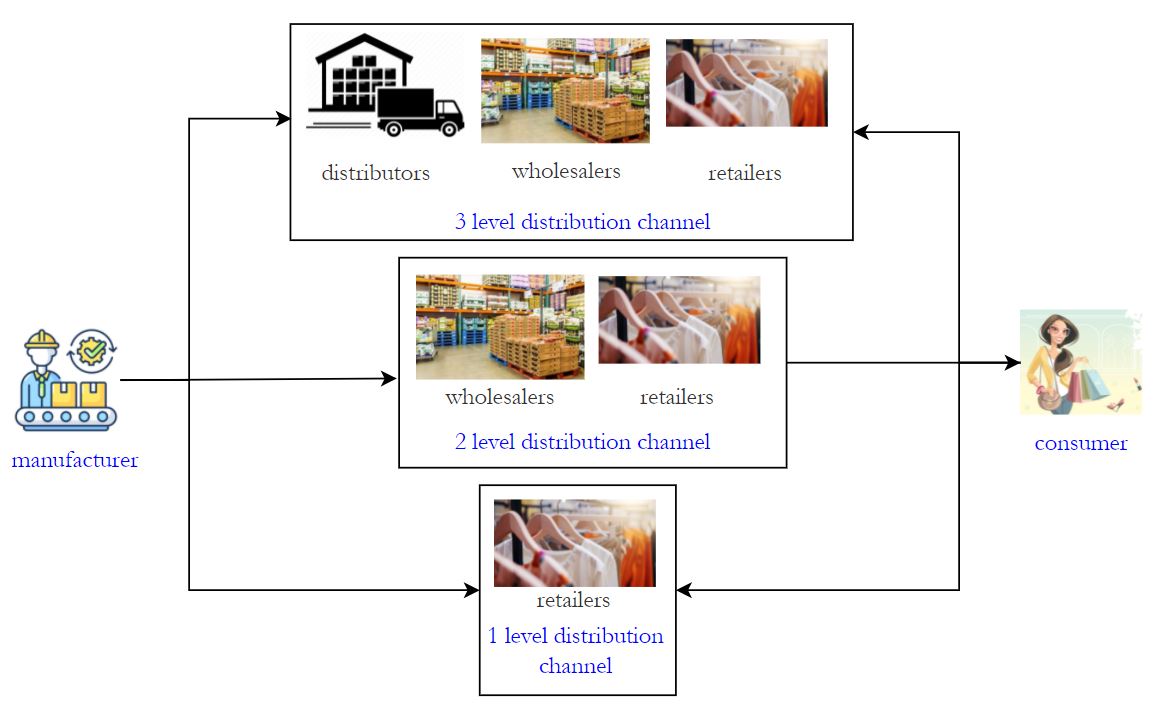 distributors
wholesalers
retailers
3 level distribution channel
wholesalers
retailers
2 level distribution channel
manufacturer
consumer
retailers
1 level distribution
channel